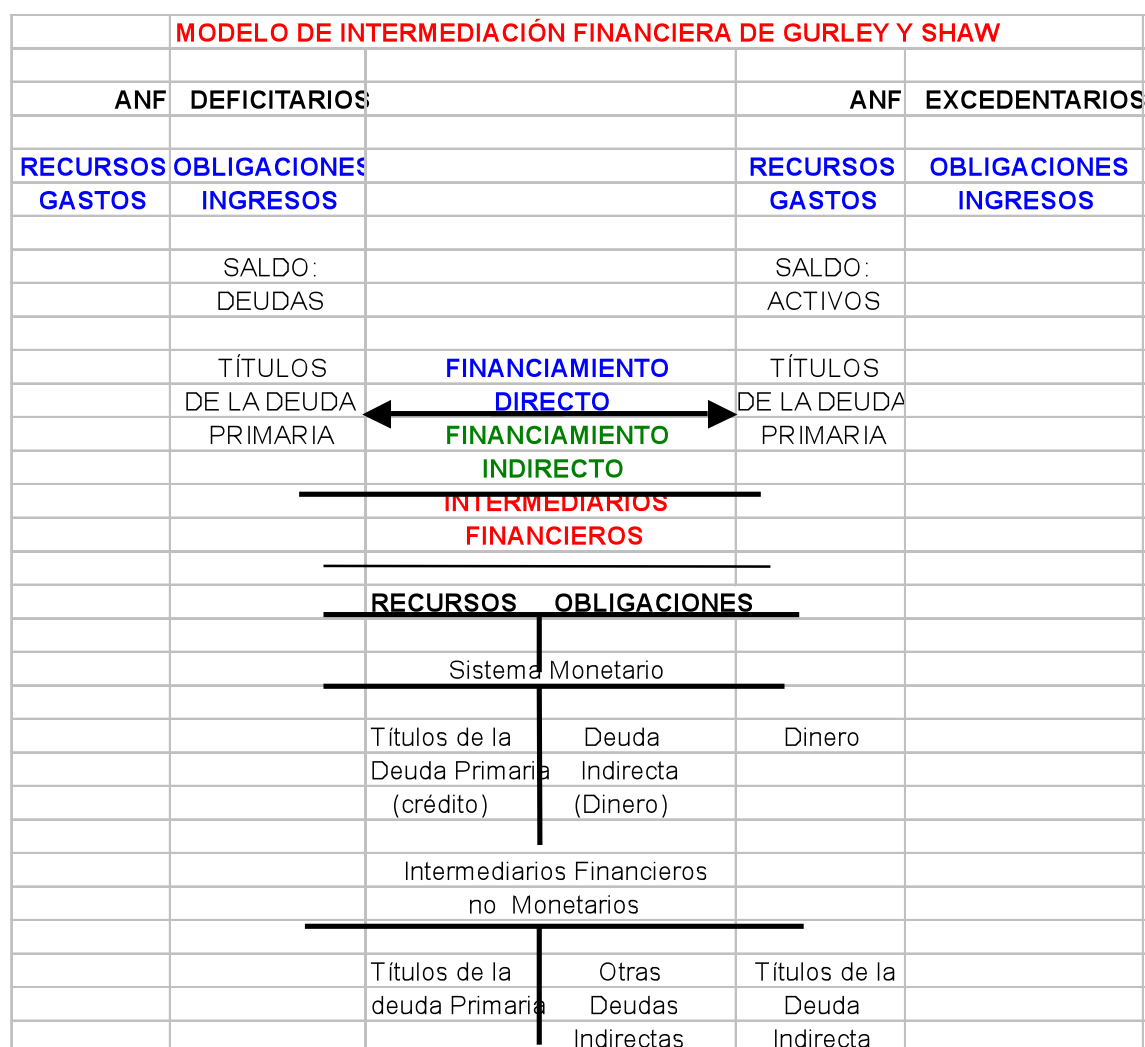 MODELO DE INTERMEDIACIÓN FINANCIERA DE GURLEY Y SHAW
ANF DEFICITARIOS ANF EXCEDENTARIOS
RECURSOS OBLIGACIONES RECURSOS OBLIGACIONES
GASTOS INGRESOS GASTOS INGRESOS
SALDO: SALDO:
DEUDAS ACTIVOS
TÍTULOS FINANCIAMIENTO TÍTULOS
DE LA DEUDA DIRECTO DE LA DEUDA
PRIMARIA FINANCIAMIENTO PRIMARIA
INDIRECTO
INTERMEDIARIOS
FINANCIEROS
RECURSOS OBLIGACIONES
Sistema Monetario
Títulos de la Deuda Dinero
Deuda Primaria Indirecta
(crédito) (Dinero)
Intermediarios Financieros
no Monetarios
Títulos de la Otras Títulos de la
deuda Primaria Deudas Deuda
Indirectas Indirecta